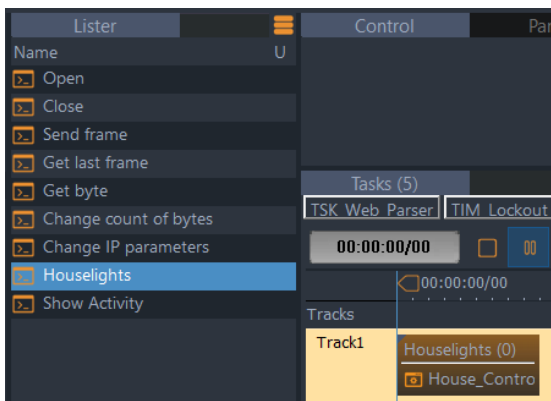 Lister
Name U
Open
Close
Send frame
Get last frame
Get byte
Change count of bytes
Change IP parameters
Houselights
Show Activity
Control Par
Tasks (5)
TSK_Web_Parser TIM_Lockout
00:00:00/00
00:00:00/00
Tracks
Track1
Houselights (0)
House_Contro